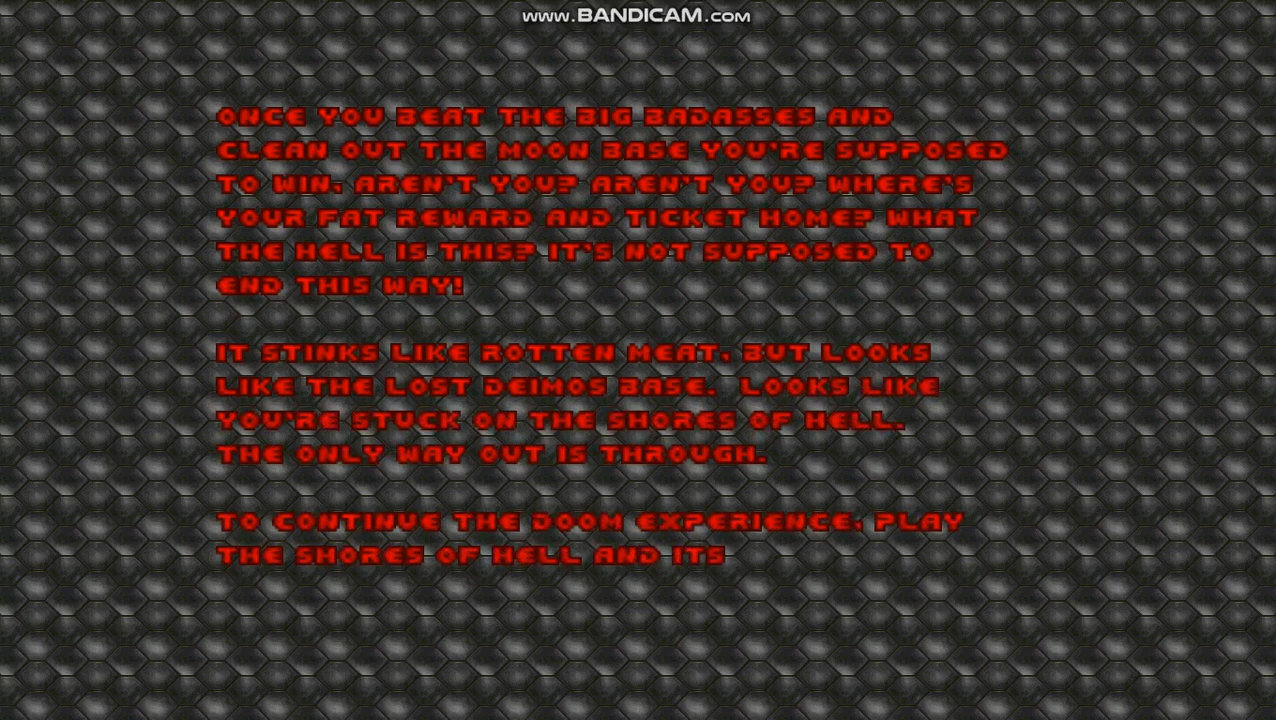 www.BANDICAM.com
ONCE YOU BEAT THE BIG BADASSES AND
CLEAN OUT THE MOON BASE YOU'RE SUPPOSED
TO WIN, AREN'T YOU? AREN'T YOU? WHERE'S
YOUR FAT REWARD AND TICKET HOME? WHAT
THE HELL IS THIS? IT'S NOT SUPPOSED TO
END THIS WAY!
IT STINKS LIKE ROTTEN MEAT, BUT LOOKS
LIKE THE LOST DEIMOS BASE. LOOKS LIKE
YOU'RE STUCK ON THE SHORES OF HELL.
THE ONLY WAY OUT IS THROUGH.
TO CONTINUE THE DOOM EXPERIENCE, PLAY
THE SHORES OF HELL AND ITS